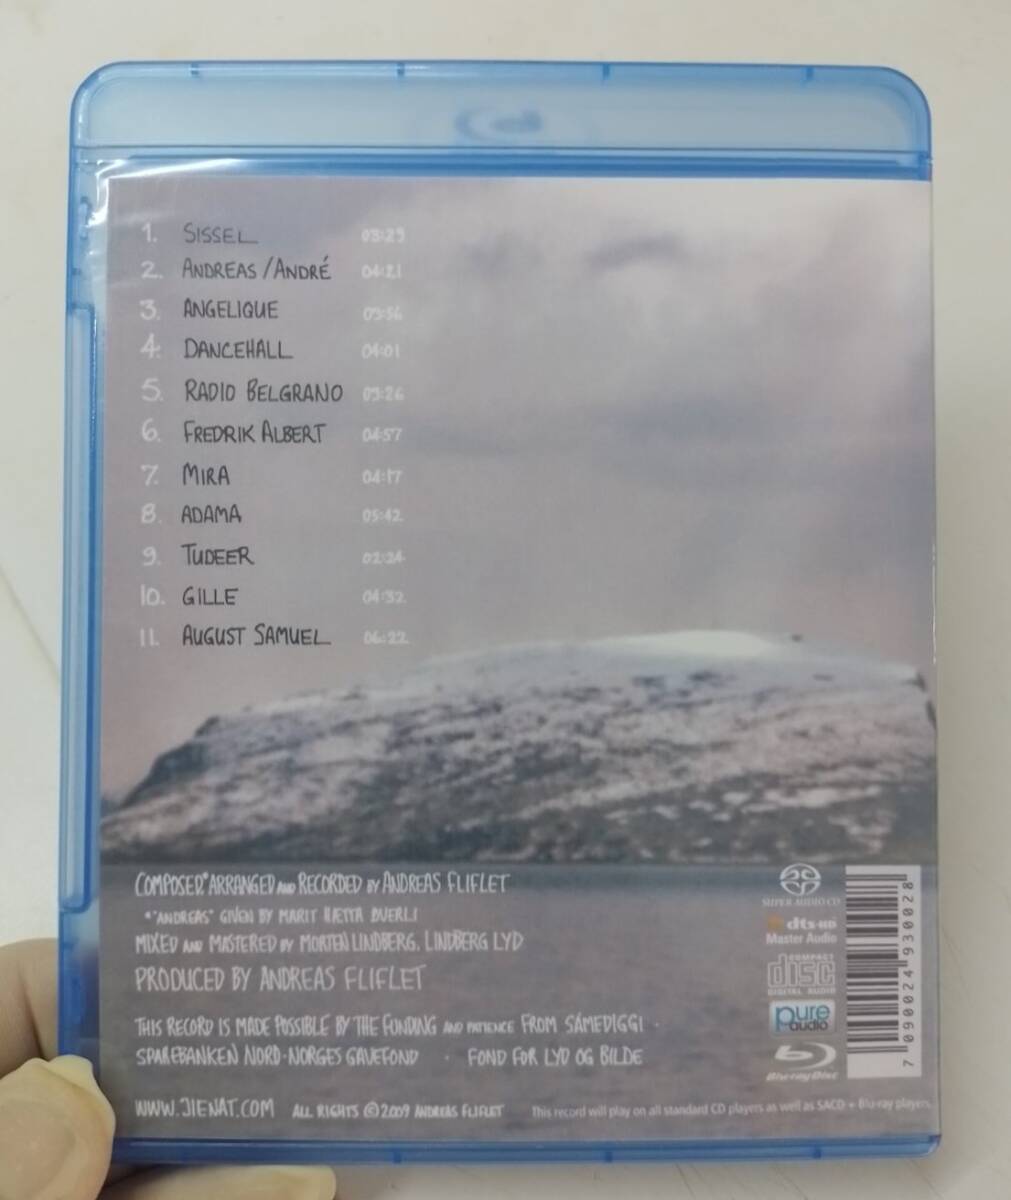 1. SISSEL 03:29
2. ANDREAS/ANDRÉ 04:21
3. ANGELIQUE 03:56
4. DANCEHALL 04:01
5. RADIO BELGRANO 03:26
6. FREDRIK ALBERT 04:57
7. MIRA 04:17
8. ADAMA 05:42
9. TUDEER 02:24
10. GILLE 04:32
11. AUGUST SAMUEL 06:22
COMPOSED* ARRANGED AND RECORDED BY ANDREAS FLIFLET
*"ANDREAS" GIVEN BY MARIT HÆTTA ØVERLI
MIXED AND MASTERED BY MORTEN LINDBERG, LINDBERG LYD
PRODUCED BY ANDREAS FLIFLET
THIS RECORD IS MADE POSSIBLE BY THE FUNDING AND PATIENCE FROM SÁMEDIGGI ·
SPAREBANKEN NORD-NORGES GAVEFOND · FOND FOR LYD OG BILDE
WWW.JIENAT.COM ALL RIGHTS © 2009 ANDREAS FLIFLET This record will play on all standard CD players as well as SACD + Blu-ray players.
SUPER AUDIO CD
dts-HD
Master Audio
COMPACT
disc
DIGITAL AUDIO
pure
audio
Blu-ray Disc
7 090024 930028